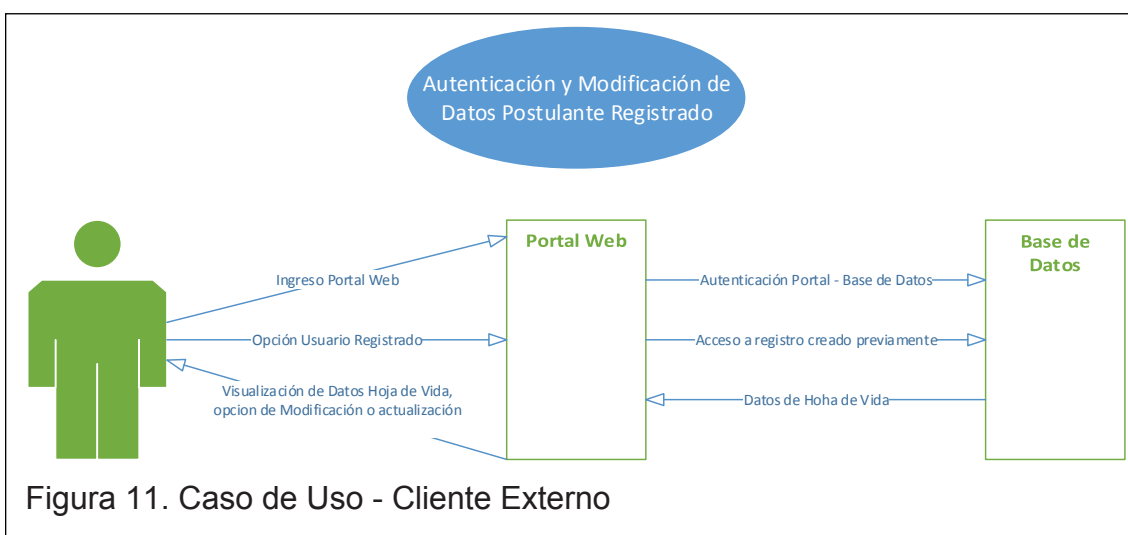 Autenticación y Modificación de
Datos Postulante Registrado
Portal Web
Base de
Datos
Ingreso Portal Web
Autenticación Portal - Base de Datos
Opción Usuario Registrado
Acceso a registro creado previamente
Visualización de Datos Hoja de Vida,
opcion de Modificación o actualización
Datos de Hoha de Vida
Figura 11. Caso de Uso - Cliente Externo